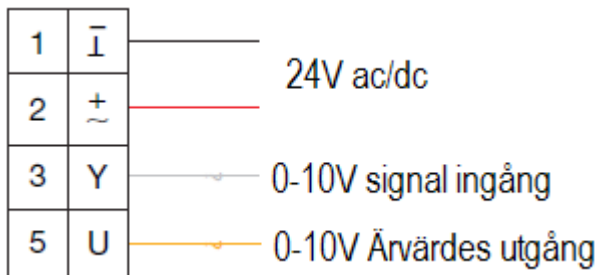 1 ⊥
24V ac/dc
2 + ~
3 Y 0-10V signal ingång
5 U 0-10V Ärvärdes utgång